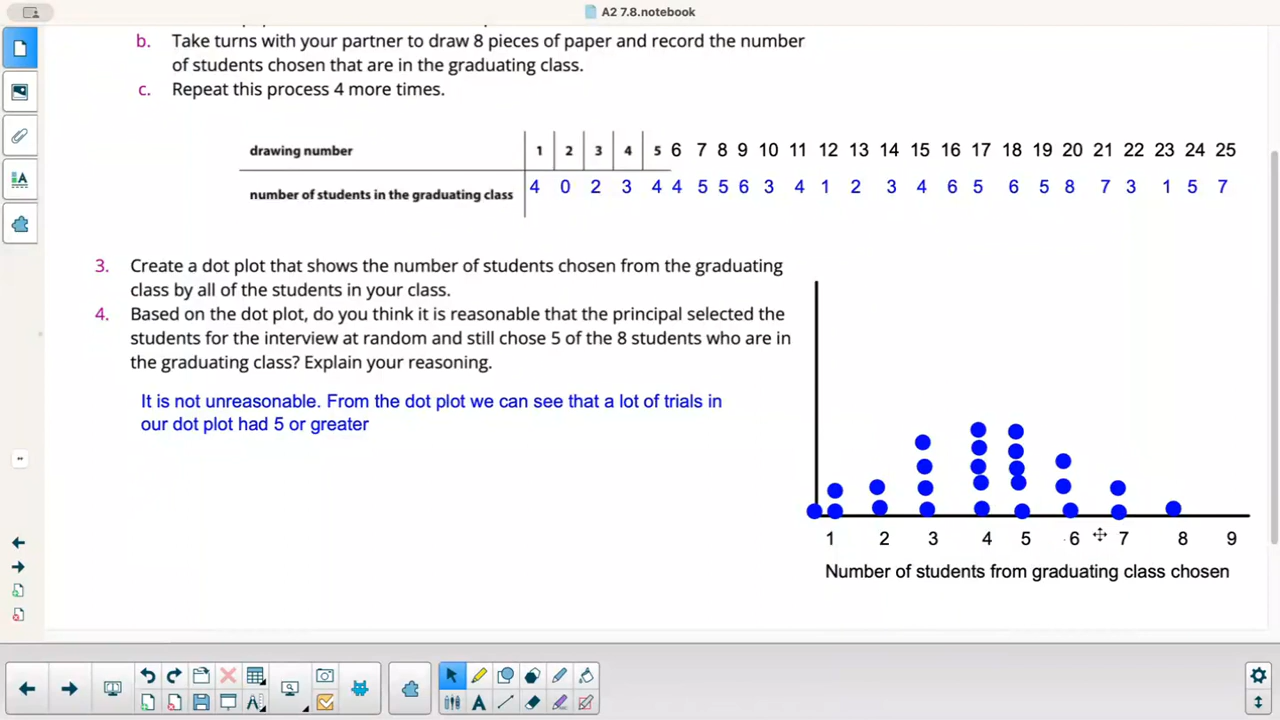 A2 7.8.notebook
b. Take turns with your partner to draw 8 pieces of paper and record the number
of students chosen that are in the graduating class.
c. Repeat this process 4 more times.
drawing number 1 2 3 4 5 6 7 8 9 10 11 12 13 14 15 16 17 18 19 20 21 22 23 24 25
number of students in the graduating class 4 0 2 3 4 4 5 5 6 3 4 1 2 3 4 6 5 6 5 8 7 3 1 5 7
3. Create a dot plot that shows the number of students chosen from the graduating
class by all of the students in your class.
4. Based on the dot plot, do you think it is reasonable that the principal selected the
students for the interview at random and still chose 5 of the 8 students who are in
the graduating class? Explain your reasoning.
It is not unreasonable. From the dot plot we can see that a lot of trials in
our dot plot had 5 or greater
1 2 3 4 5 6 7 8 9
Number of students from graduating class chosen